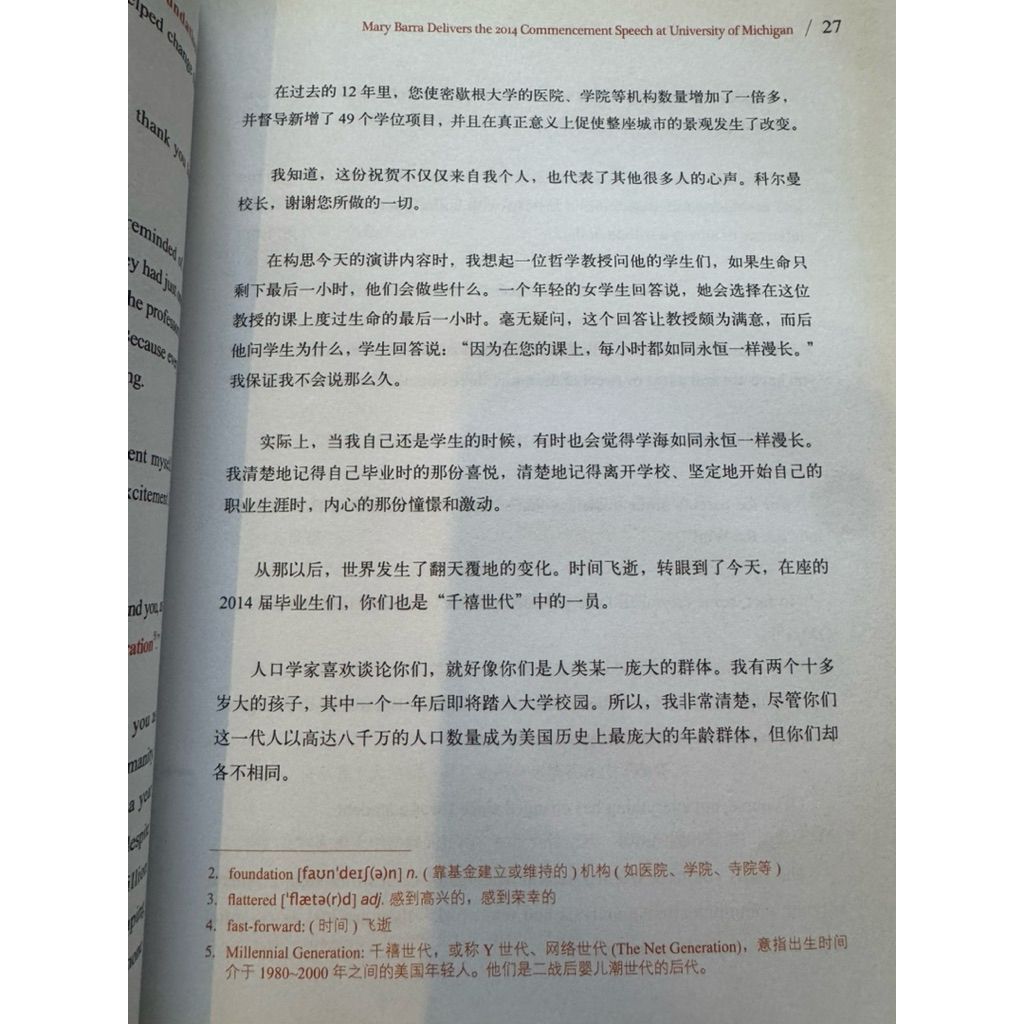 elped change
thank you
Mary Barra Delivers the 2014 Commencement Speech at University of Michigan / 27
在过去的 12 年里，您使密歇根大学的医院、学院等机构数量增加了一倍多，
并督导新增了 49 个学位项目，并且在真正意义上促使整座城市的景观发生了改变。
我知道，这份祝贺不仅仅来自我个人，也代表了其他很多人的心声。科尔曼
校长，谢谢您所做的一切。
在构思今天的演讲内容时，我想起一位哲学教授问他的学生们，如果生命只
剩下最后一小时，他们会做些什么。一个年轻的女学生回答说，她会选择在这位
教授的课上度过生命的最后一小时。毫无疑问，这个回答让教授颇为满意，而后
他问学生为什么，学生回答说：“因为在您的课上，每小时都如同永恒一样漫长。”
我保证我不会说那么久。
实际上，当我自己还是学生的时候，有时也会觉得学海如同永恒一样漫长。
我清楚地记得自己毕业时的那份喜悦，清楚地记得离开学校、坚定地开始自己的
职业生涯时，内心的那份憧憬和激动。
从那以后，世界发生了翻天覆地的变化。时间飞逝，转眼到了今天，在座的
2014 届毕业生们，你们也是“千禧世代”中的一员。
人口学家喜欢谈论你们，就好像你们是人类某一庞大的群体。我有两个十多
岁大的孩子，其中一个一年后即将踏入大学校园。所以，我非常清楚，尽管你们
这一代人以高达八千万的人口数量成为美国历史上最庞大的年龄群体，但你们却
各不相同。
2. foundation [faʊn'deɪʃ(ə)n] n. ( 靠基金建立或维持的 ) 机构 ( 如医院、学院、寺院等 )
3. flattered ['flætə(r)d] adj. 感到高兴的，感到荣幸的
4. fast-forward: ( 时间 ) 飞逝
5. Millennial Generation: 千禧世代，或称 Y 世代、网络世代 (The Net Generation)，意指出生时间
介于 1980~2000 年之间的美国年轻人。他们是二战后婴儿潮世代的后代。